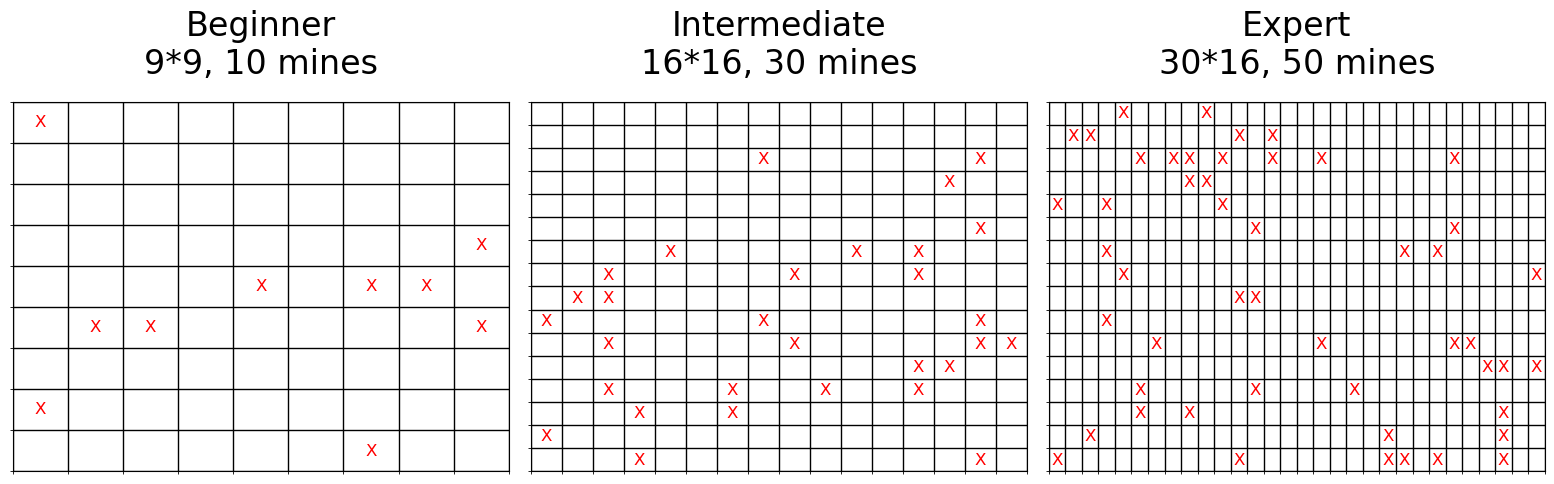 Beginner
9*9, 10 mines
Intermediate
16*16, 30 mines
Expert
30*16, 50 mines
X X
X X X X
X X X X X X X X X
X X X
X X X
X X X
X X X X X X
X X X X X
X X X X X X X
X X X X
X X X X X X X X
X X X X X X
X X X X X X X
X X X X X X
X X X X
X X X X X X X X X